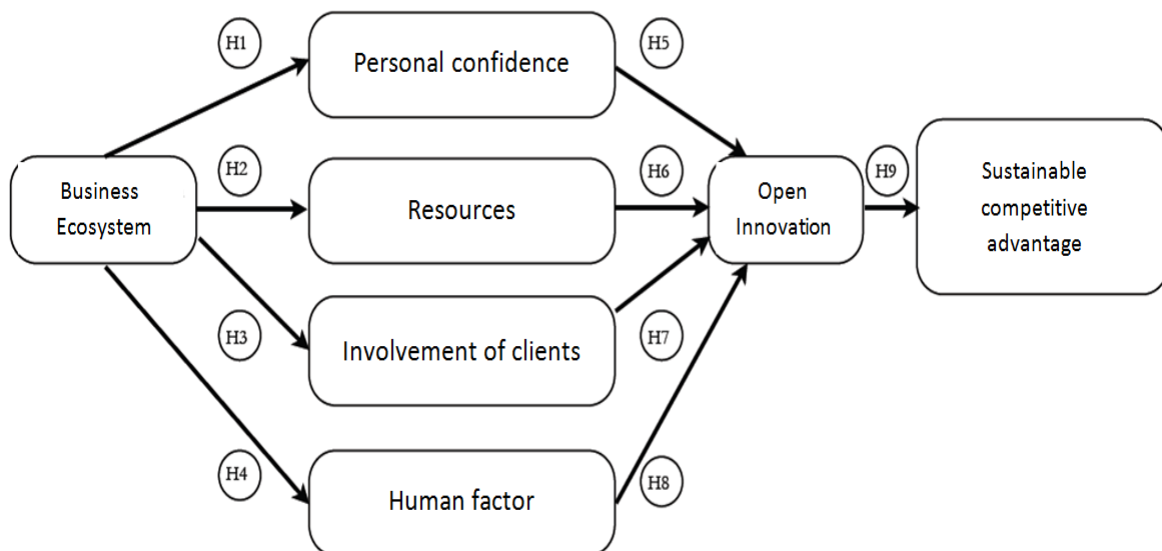 H1
Personal confidence
H5
Business
Ecosystem
H2
Resources
H6
Open
Innovation
H9
Sustainable
competitive
advantage
H3
Involvement of clients
H7
H4
Human factor
H8